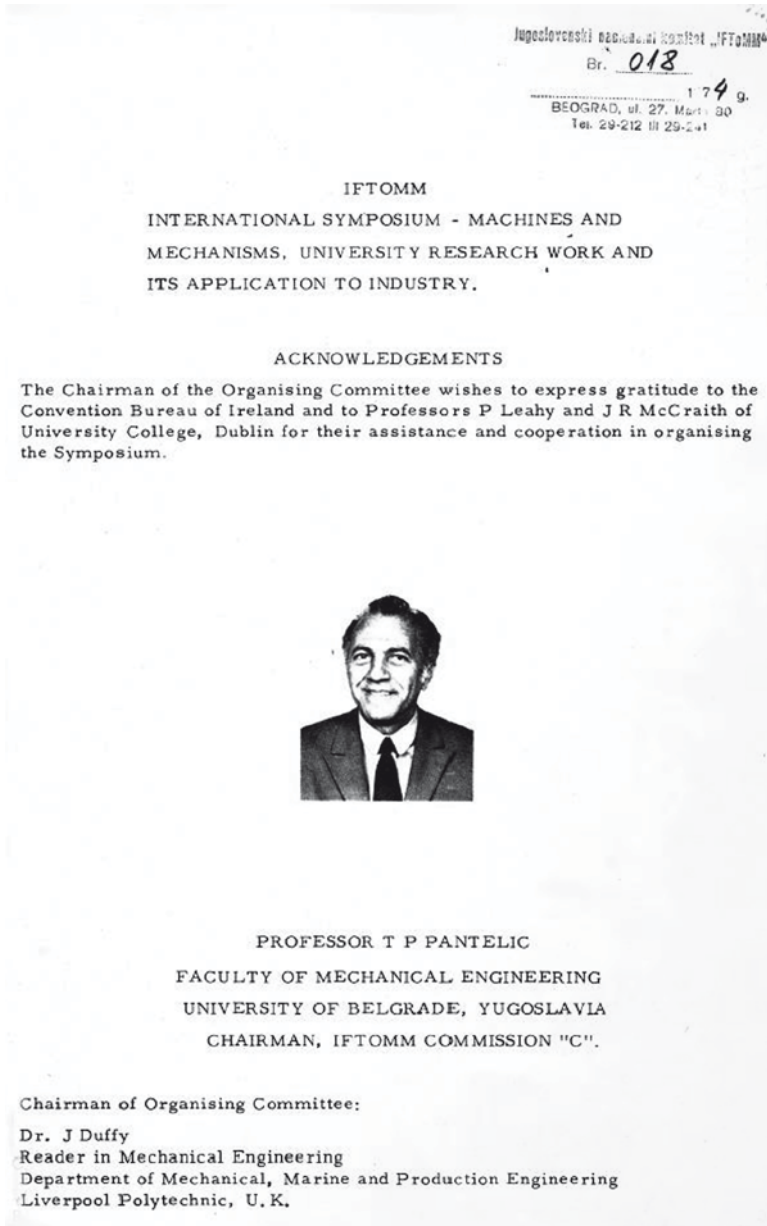 Jugoslovenski nacionalni komitet „IFToMM“
Br. 018
1974 g.
BEOGRAD, ul. 27. Marta 80
Tel. 29-212 ili 29-241
IFTOMM
INTERNATIONAL SYMPOSIUM - MACHINES AND
MECHANISMS, UNIVERSITY RESEARCH WORK AND
ITS APPLICATION TO INDUSTRY.
ACKNOWLEDGEMENTS
The Chairman of the Organising Committee wishes to express gratitude to the
Convention Bureau of Ireland and to Professors P Leahy and J R McCraith of
University College, Dublin for their assistance and cooperation in organising
the Symposium.
PROFESSOR T P PANTELIC
FACULTY OF MECHANICAL ENGINEERING
UNIVERSITY OF BELGRADE, YUGOSLAVIA
CHAIRMAN, IFTOMM COMMISSION "C".
Chairman of Organising Committee:
Dr. J Duffy
Reader in Mechanical Engineering
Department of Mechanical, Marine and Production Engineering
Liverpool Polytechnic, U.K.